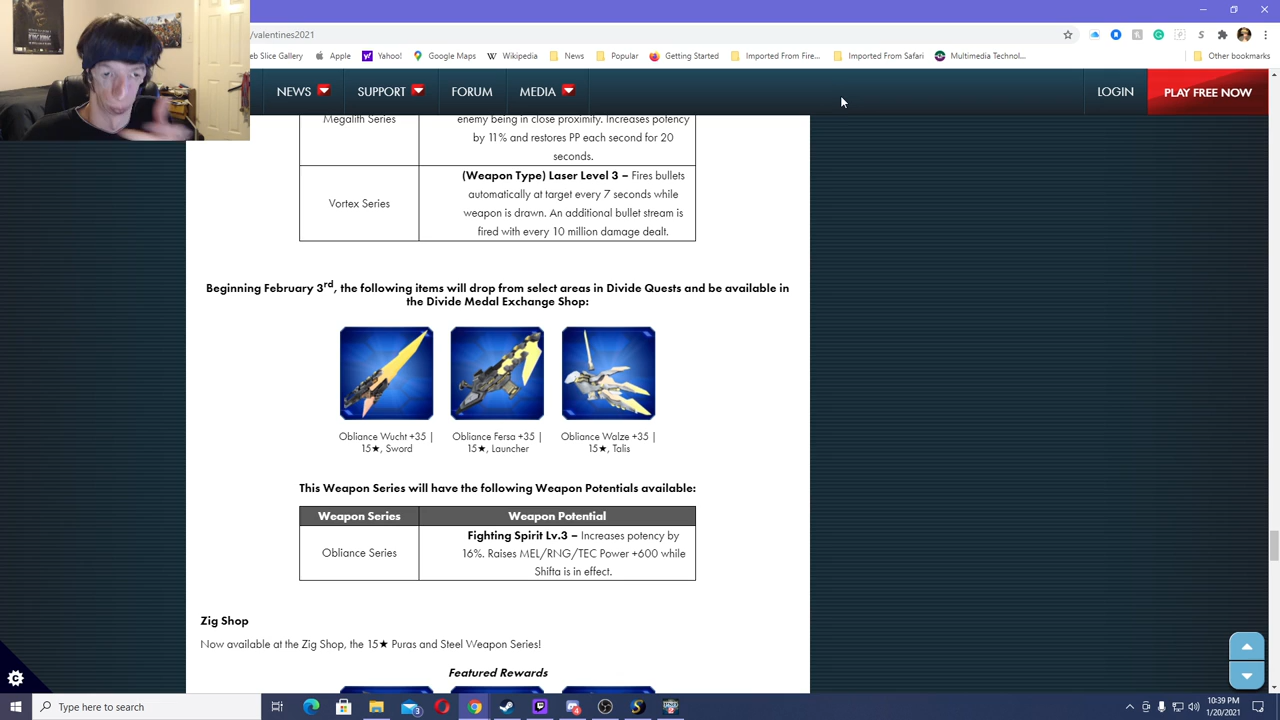 /valentines2021
eb Slice Gallery Apple Yahoo! Google Maps Wikipedia News Popular Getting Started Imported From Fire... Imported From Safari Multimedia Technol... Other bookmarks
NEWS SUPPORT FORUM MEDIA LOGIN PLAY FREE NOW
Megalith Series
enemy being in close proximity. Increases potency
by 11% and restores PP each second for 20
seconds.
Vortex Series
(Weapon Type) Laser Level 3 – Fires bullets
automatically at target every 7 seconds while
weapon is drawn. An additional bullet stream is
fired with every 10 million damage dealt.
Beginning February 3rd, the following items will drop from select areas in Divide Quests and be available in
the Divide Medal Exchange Shop:
Obliance Wucht +35 |
15★, Sword
Obliance Fersa +35 |
15★, Launcher
Obliance Walze +35 |
15★, Talis
This Weapon Series will have the following Weapon Potentials available:
Weapon Series Weapon Potential
Obliance Series
Fighting Spirit Lv.3 – Increases potency by
16%. Raises MEL/RNG/TEC Power +600 while
Shifta is in effect.
Zig Shop
Now available at the Zig Shop, the 15★ Puras and Steel Weapon Series!
Featured Rewards
Type here to search
10:39 PM
1/20/2021